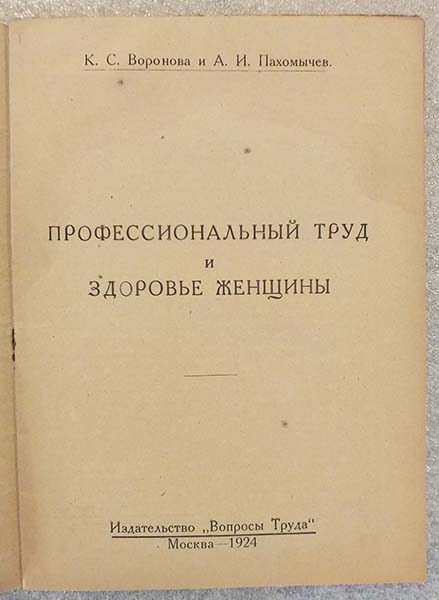 К. С. Воронова и А. И. Пахомычев.
ПРОФЕССИОНАЛЬНЫЙ ТРУД
и
ЗДОРОВЬЕ ЖЕНЩИНЫ
Издательство „Вопросы Труда“
Москва—1924